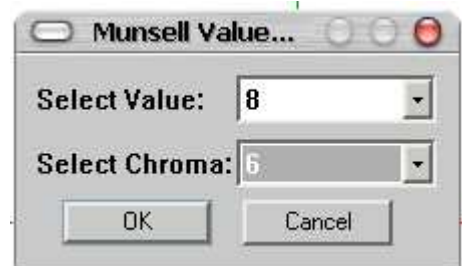 Munsell Value...
Select Value: 8
Select Chroma: 6
OK Cancel